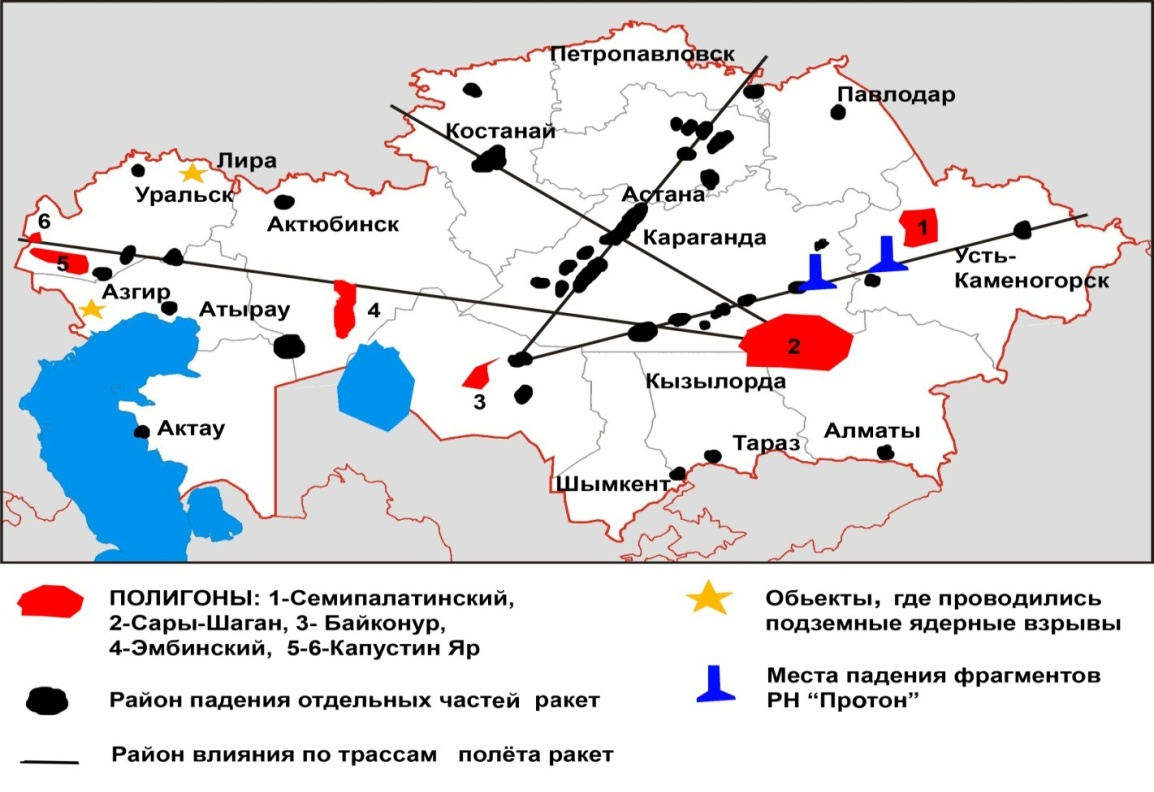 Петропавловск
Павлодар
Костанай
Лира
Уральск
Астана
Актюбинск
6
1
Караганда
5
Усть-
Каменогорск
Азгир
Атырау
4
2
Кызылорда
3
Актау
Тараз
Алматы
Шымкент
ПОЛИГОНЫ: 1-Семипалатинский,
2-Сары-Шаган, 3- Байконур,
4-Эмбинский, 5-6-Капустин Яр
Район падения отдельных частей ракет
Район влияния по трассам полёта ракет
Обьекты, где проводились
подземные ядерные взрывы
Места падения фрагментов
РН “Протон”